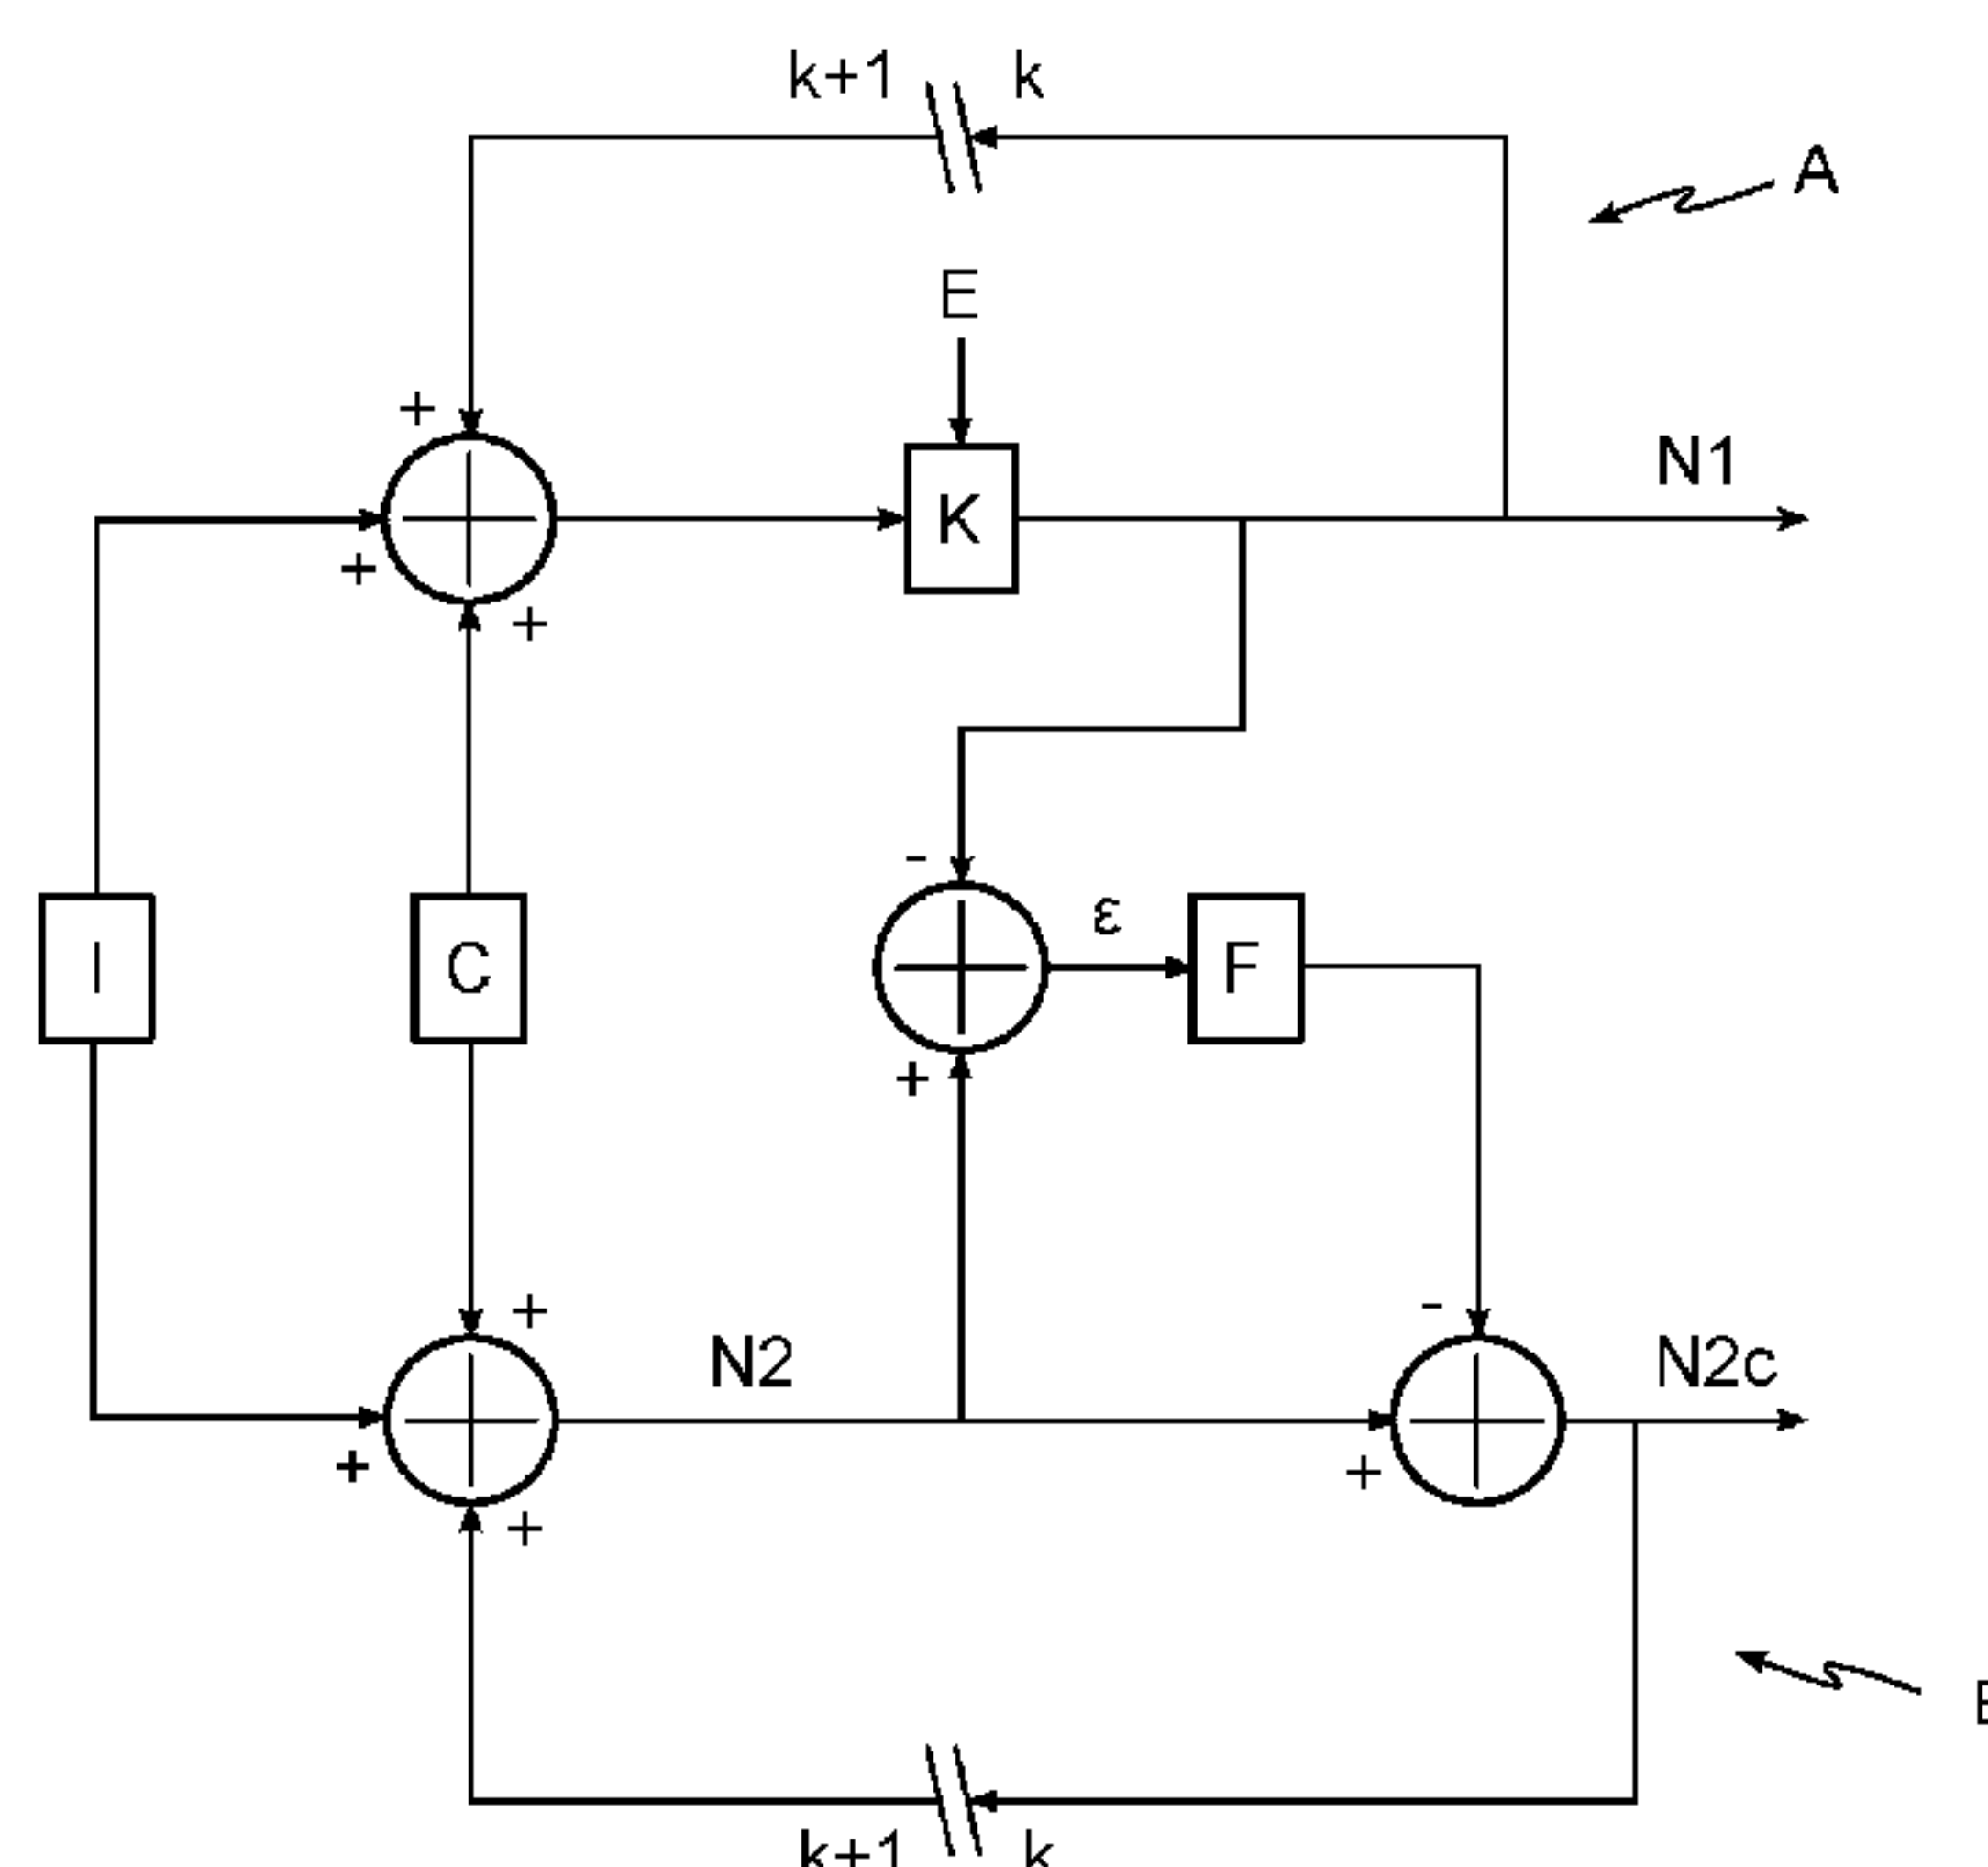 k+1 k
A
E
+
N1
K
+
+
-
ε
I
C
F
+
+
-
N2
N2c
+
+
+
k+1 k